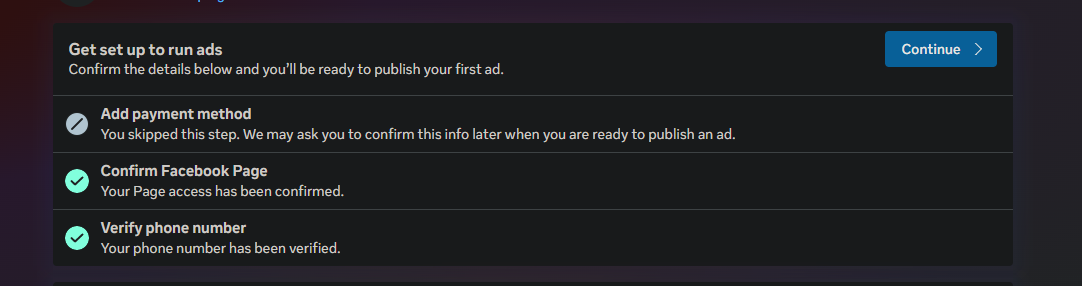 Get set up to run ads
Continue
Confirm the details below and you’ll be ready to publish your first ad.
Add payment method
You skipped this step. We may ask you to confirm this info later when you are ready to publish an ad.
Confirm Facebook Page
Your Page access has been confirmed.
Verify phone number
Your phone number has been verified.